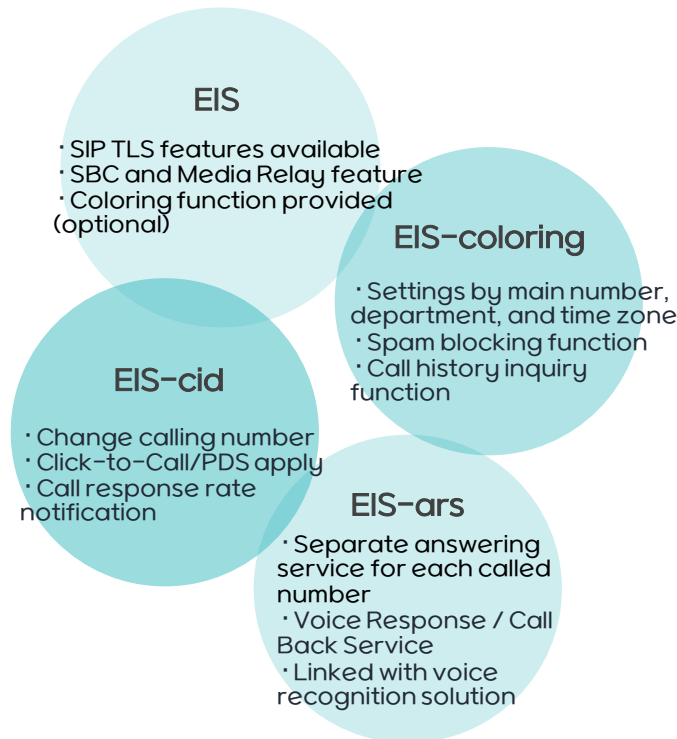 EIS
· SIP TLS features available
· SBC and Media Relay feature
· Coloring function provided
(optional)
EIS-coloring
· Settings by main number,
department, and time zone
· Spam blocking function
· Call history inquiry
function
EIS-cid
· Change calling number
· Click-to-Call/PDS apply
· Call response rate
notification
EIS-ars
· Separate answering
service for each called
number
· Voice Response / Call
Back Service
· Linked with voice
recognition solution